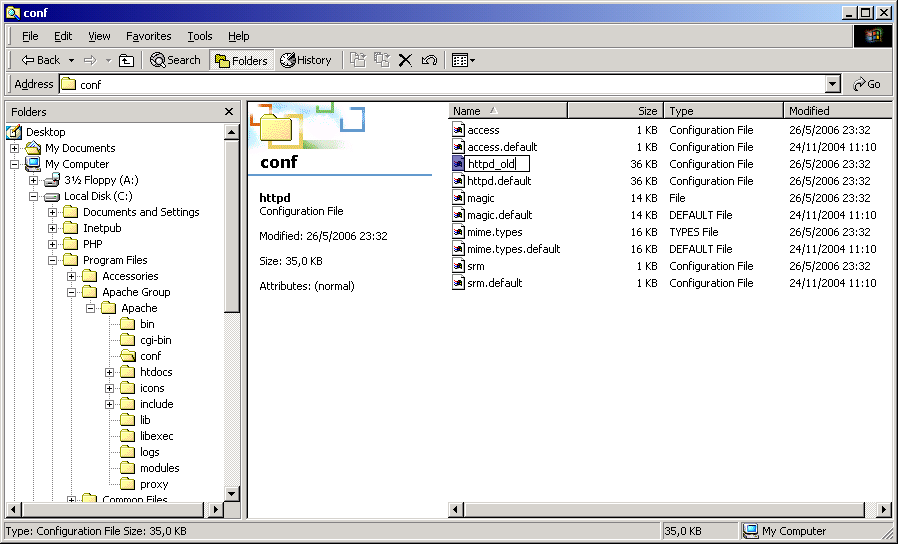 conf
File Edit View Favorites Tools Help
Back Search Folders History
Address conf Go
Folders
Desktop
My Documents
My Computer
3½ Floppy (A:)
Local Disk (C:)
Documents and Settings
Inetpub
PHP
Program Files
Accessories
Apache Group
Apache
bin
cgi-bin
conf
htdocs
icons
include
lib
libexec
logs
modules
proxy
Common Files
conf
httpd
Configuration File
Modified: 26/5/2006 23:32
Size: 35,0 KB
Attributes: (normal)
Name Size Type Modified
access 1 KB Configuration File 26/5/2006 23:32
access.default 1 KB Configuration File 24/11/2004 11:10
httpd_old 36 KB Configuration File 26/5/2006 23:32
httpd.default 36 KB Configuration File 26/5/2006 23:32
magic 14 KB File 26/5/2006 23:32
magic.default 14 KB DEFAULT File 24/11/2004 11:10
mime.types 16 KB TYPES File 26/5/2006 23:32
mime.types.default 16 KB DEFAULT File 24/11/2004 11:10
srm 1 KB Configuration File 26/5/2006 23:32
srm.default 1 KB Configuration File 24/11/2004 11:10
Type: Configuration File Size: 35,0 KB 35,0 KB My Computer